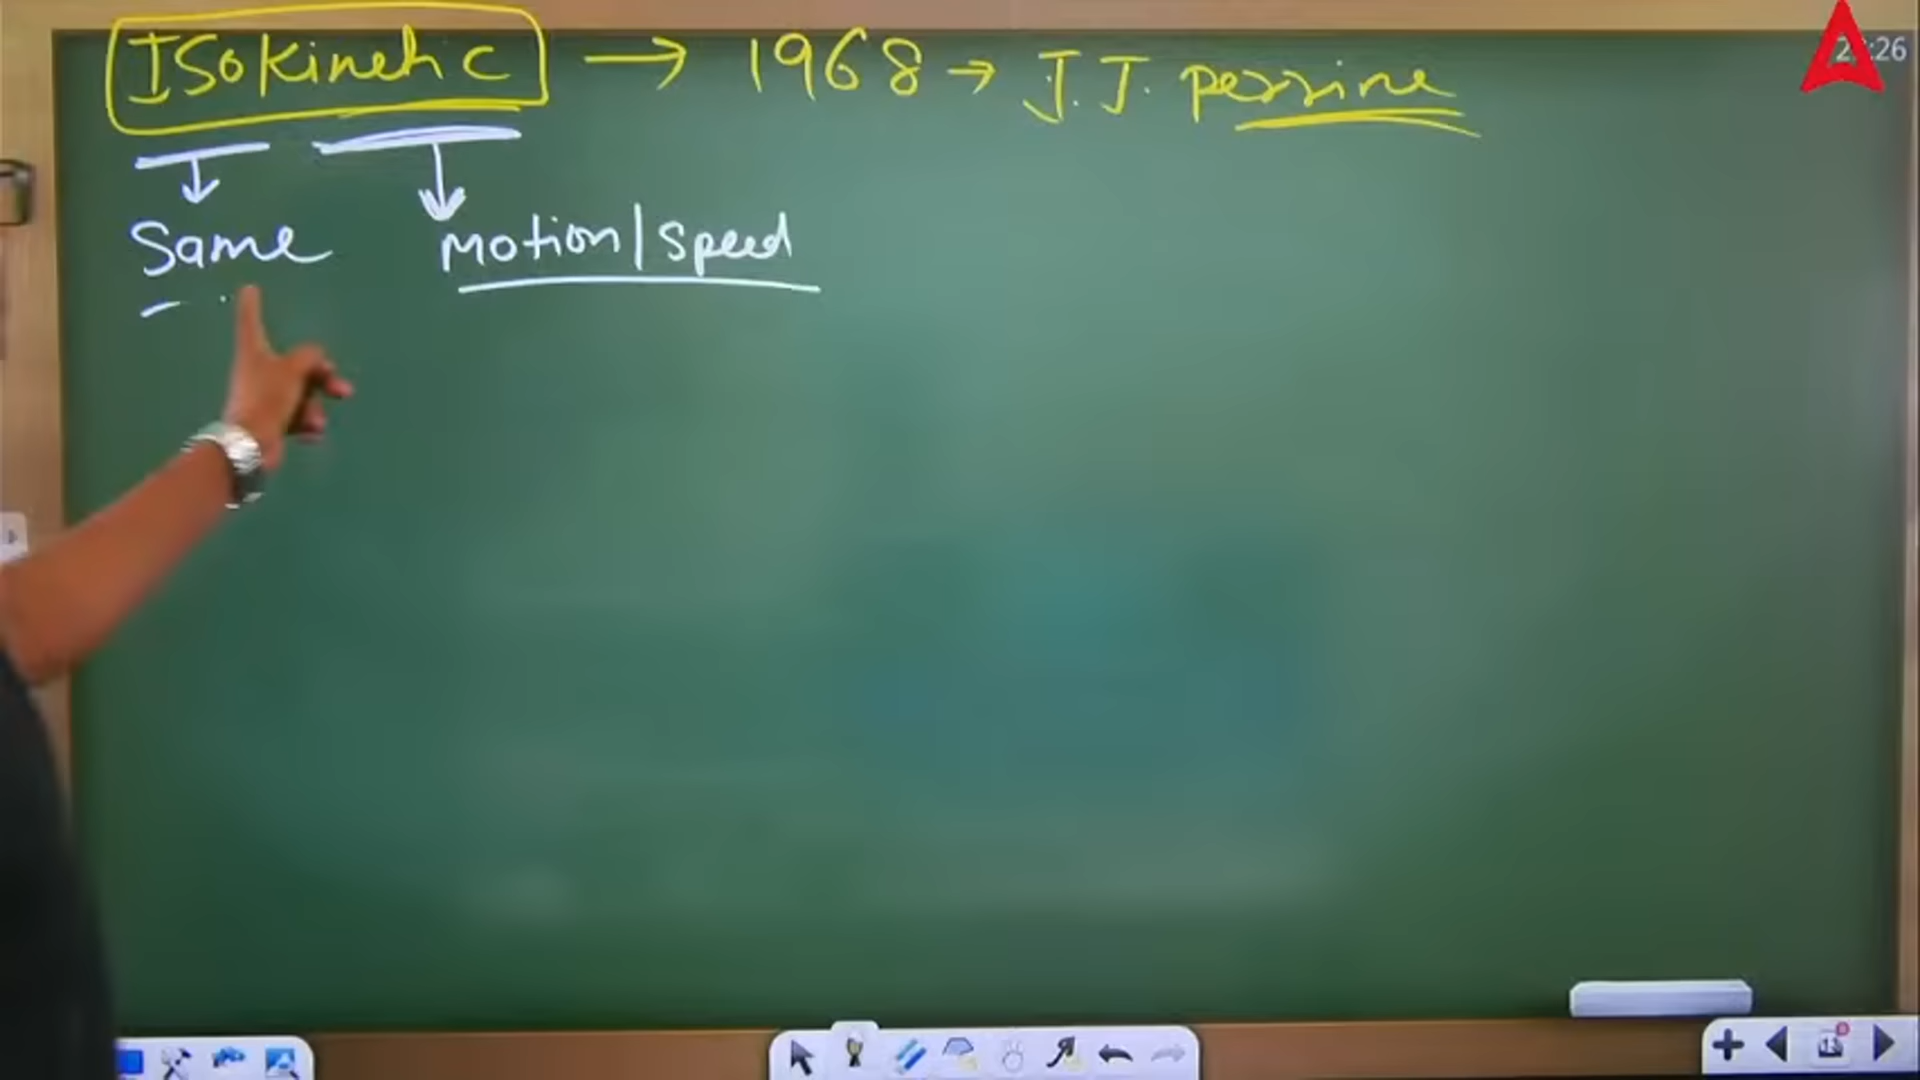 ISokinetic → 1968 → J.J. perrine
Same motion/speed